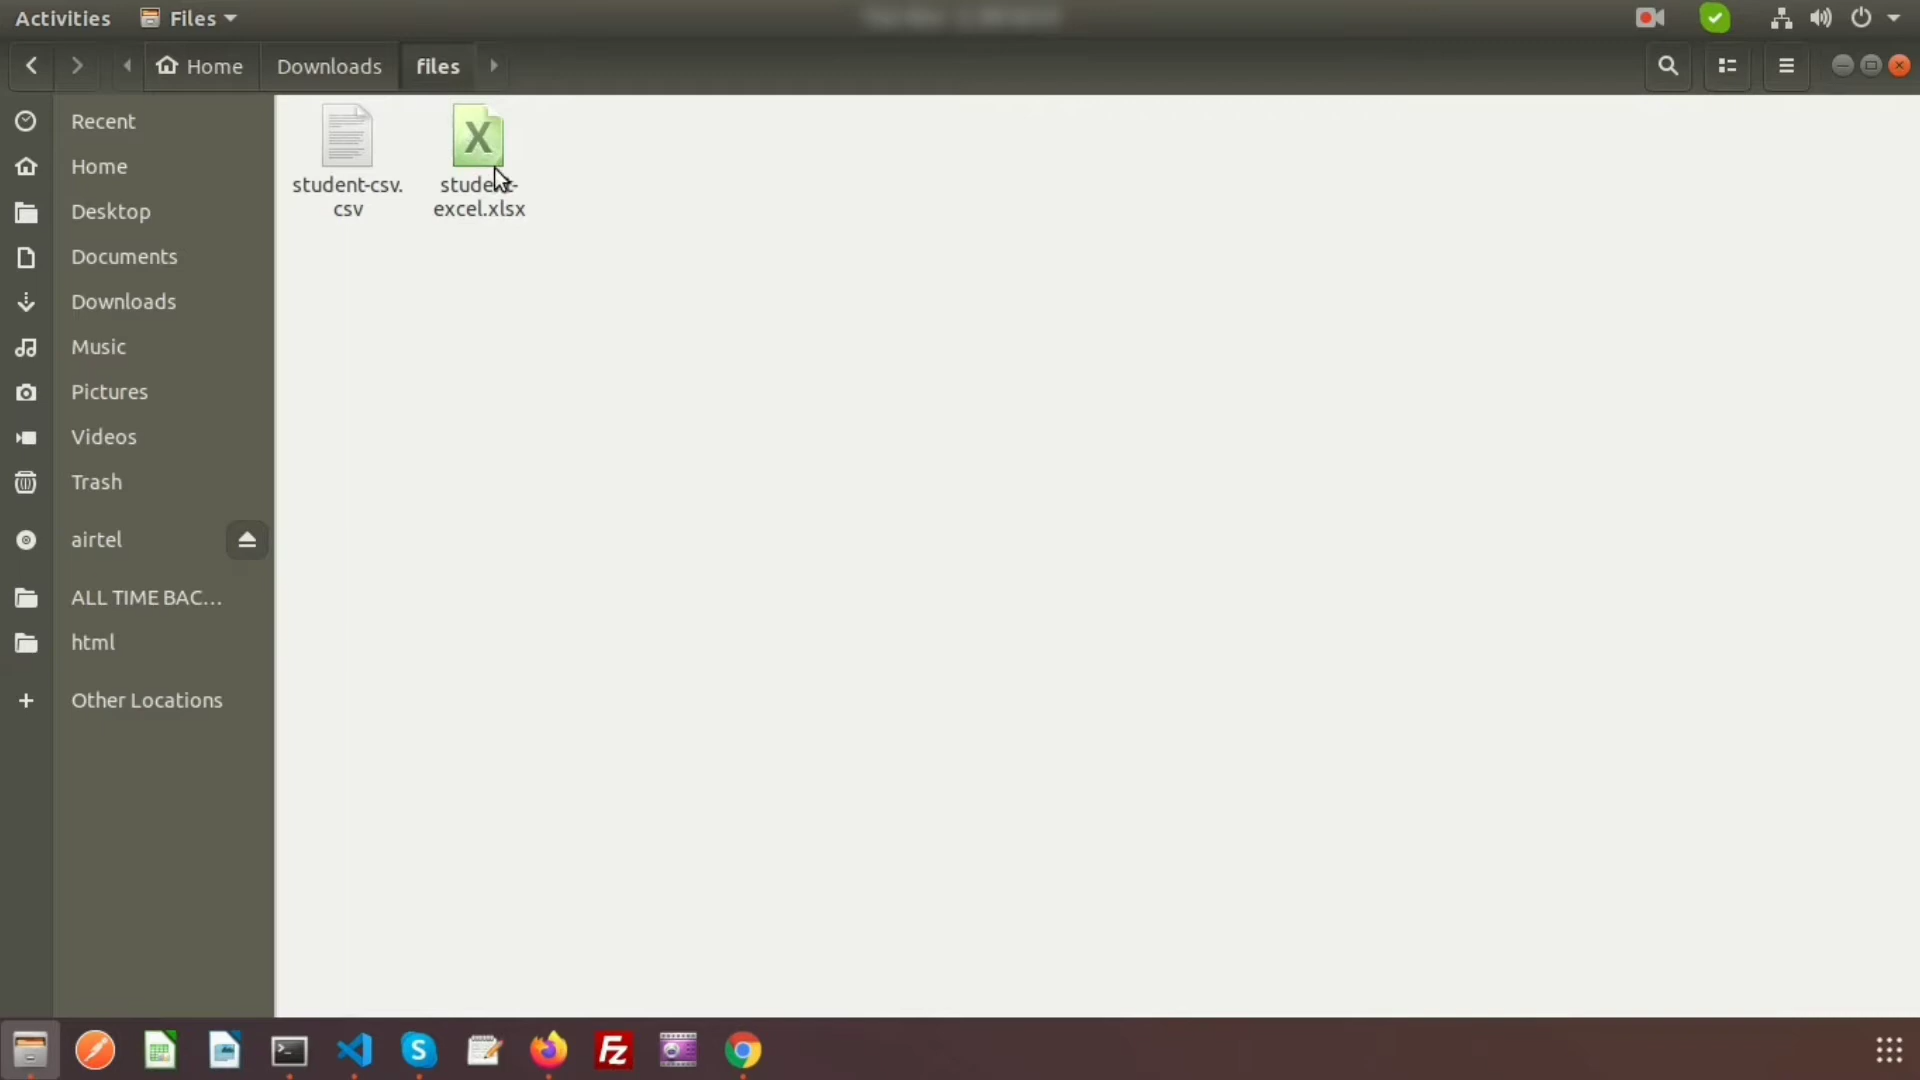 Activities Files
Home Downloads files
Recent
Home
Desktop
Documents
Downloads
Music
Pictures
Videos
Trash
airtel
ALL TIME BAC...
html
Other Locations
student-csv.
csv
student-
excel.xlsx